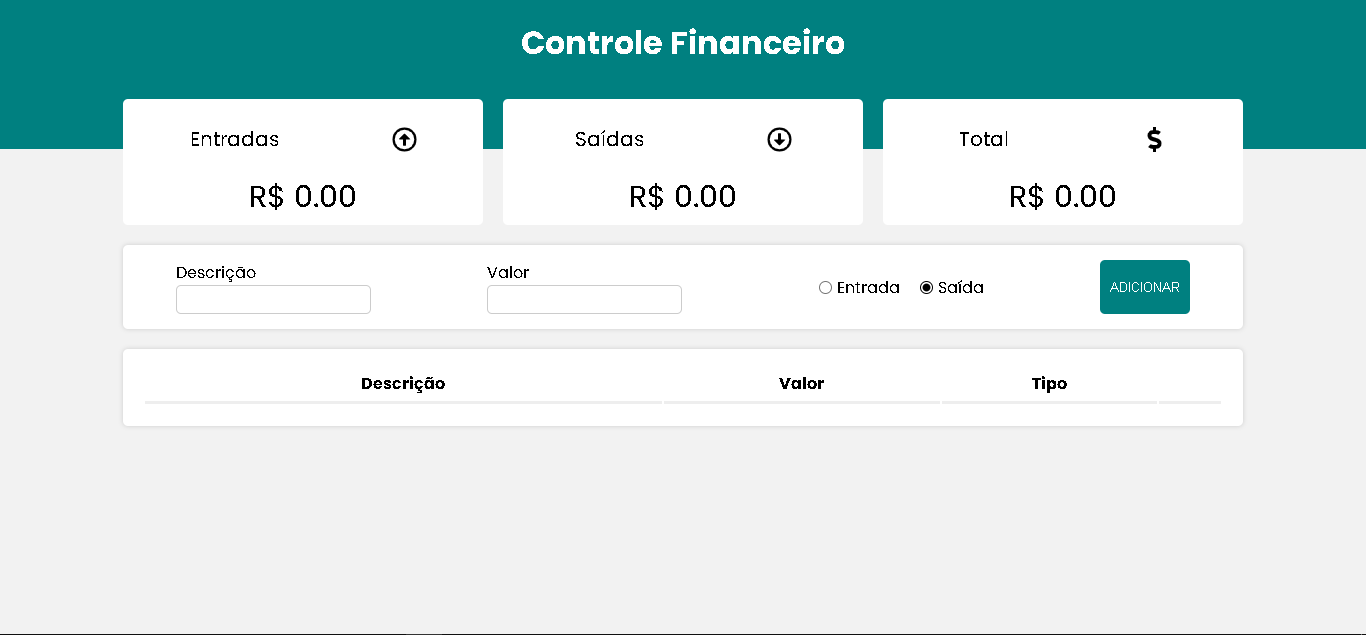 Controle Financeiro
Entradas
Saídas
Total
R$ 0.00
R$ 0.00
R$ 0.00
Descrição
Valor
Entrada
Saída
ADICIONAR
Descrição
Valor
Tipo